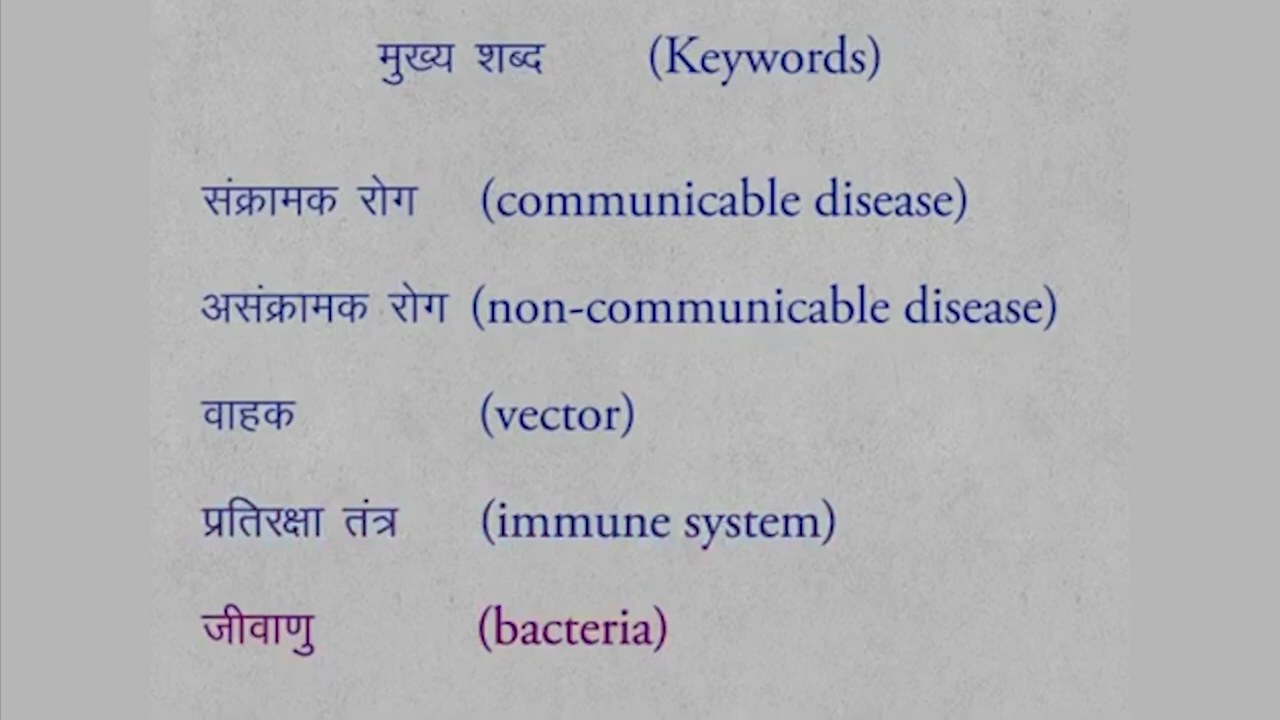 मुख्य शब्द (Keywords)
संक्रामक रोग (communicable disease)
असंक्रामक रोग (non-communicable disease)
वाहक (vector)
प्रतिरक्षा तंत्र (immune system)
जीवाणु (bacteria)